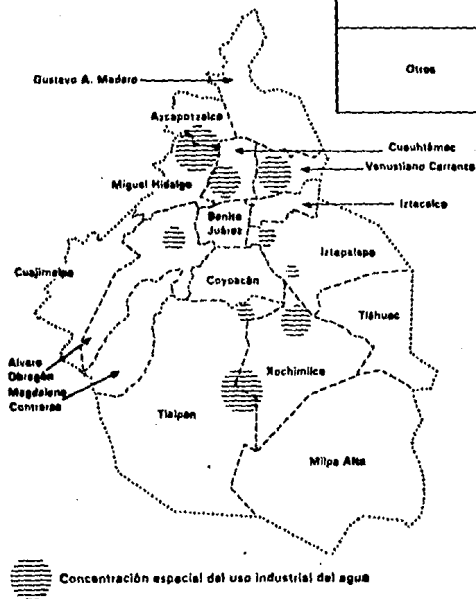 Otros
Gustavo A. Madero
Azcapotzalco
Cuauhtémoc
Venustiano Carranza
Miguel Hidalgo
Iztacalco
Benito
Juárez
Iztapalapa
Cuajimalpa
Coyoacán
Tláhuac
Alvaro
Obregón
Magdalena
Contreras
Xochimilco
Tlalpan
Milpa Alta
Concentración especial del uso industrial del agua